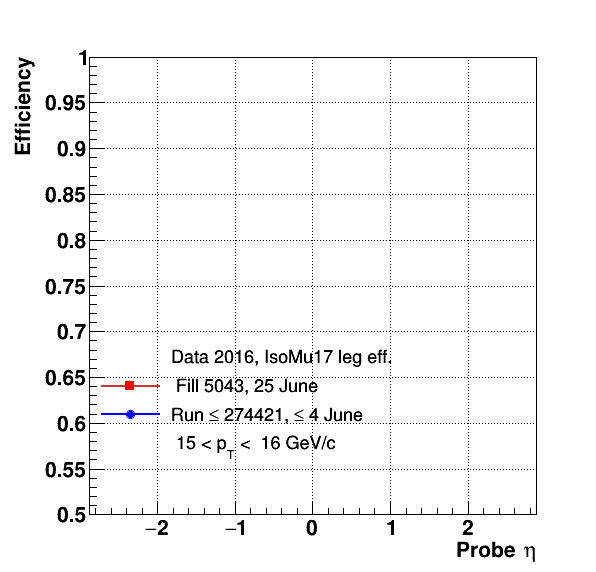 Efficiency
1
0.95
0.9
0.85
0.8
0.75
0.7
0.65
0.6
0.55
0.5
Data 2016, IsoMu17 leg eff.
Fill 5043, 25 June
Run ≤ 274421, ≤ 4 June
15 < p_T < 16 GeV/c
−2 −1 0 1 2
Probe η